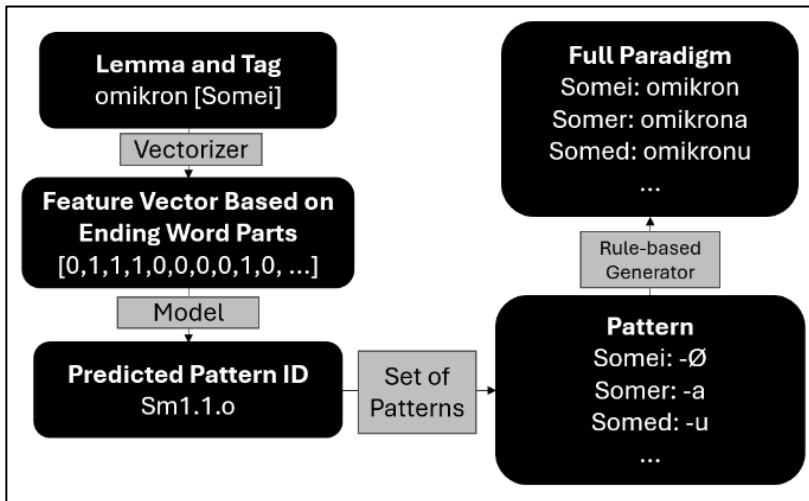 Lemma and Tag
omikron [Somei]
Vectorizer
Feature Vector Based on
Ending Word Parts
[0,1,1,1,0,0,0,0,1,0, ...]
Model
Predicted Pattern ID
Sm1.1.o
Set of
Patterns
Pattern
Somei: -Ø
Somer: -a
Somed: -u
...
Rule-based
Generator
Full Paradigm
Somei: omikron
Somer: omikrona
Somed: omikronu
...